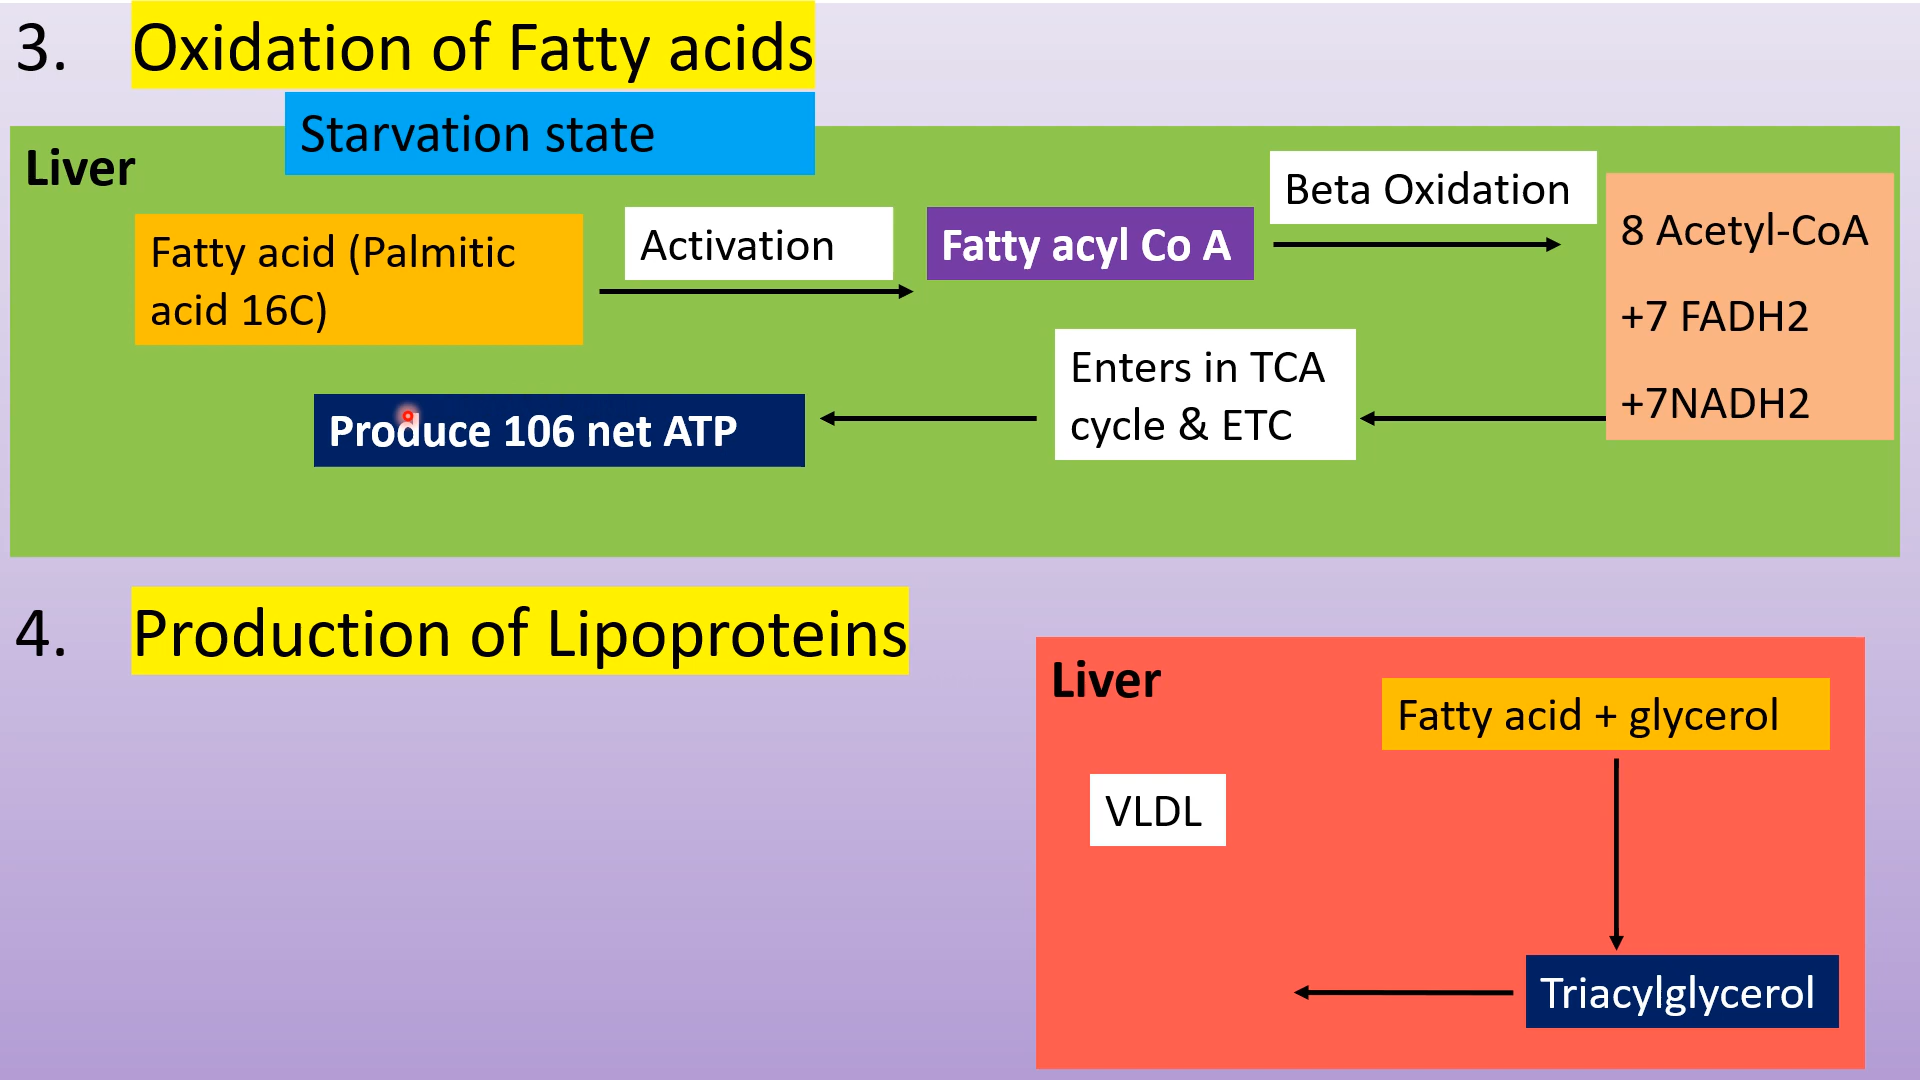 3. Oxidation of Fatty acids
Starvation state
Liver
Fatty acid (Palmitic
acid 16C)
Activation
Fatty acyl Co A
Beta Oxidation
8 Acetyl-CoA
+7 FADH2
+7NADH2
Enters in TCA
cycle & ETC
Produce 106 net ATP
4. Production of Lipoproteins
Liver
Fatty acid + glycerol
VLDL
Triacylglycerol